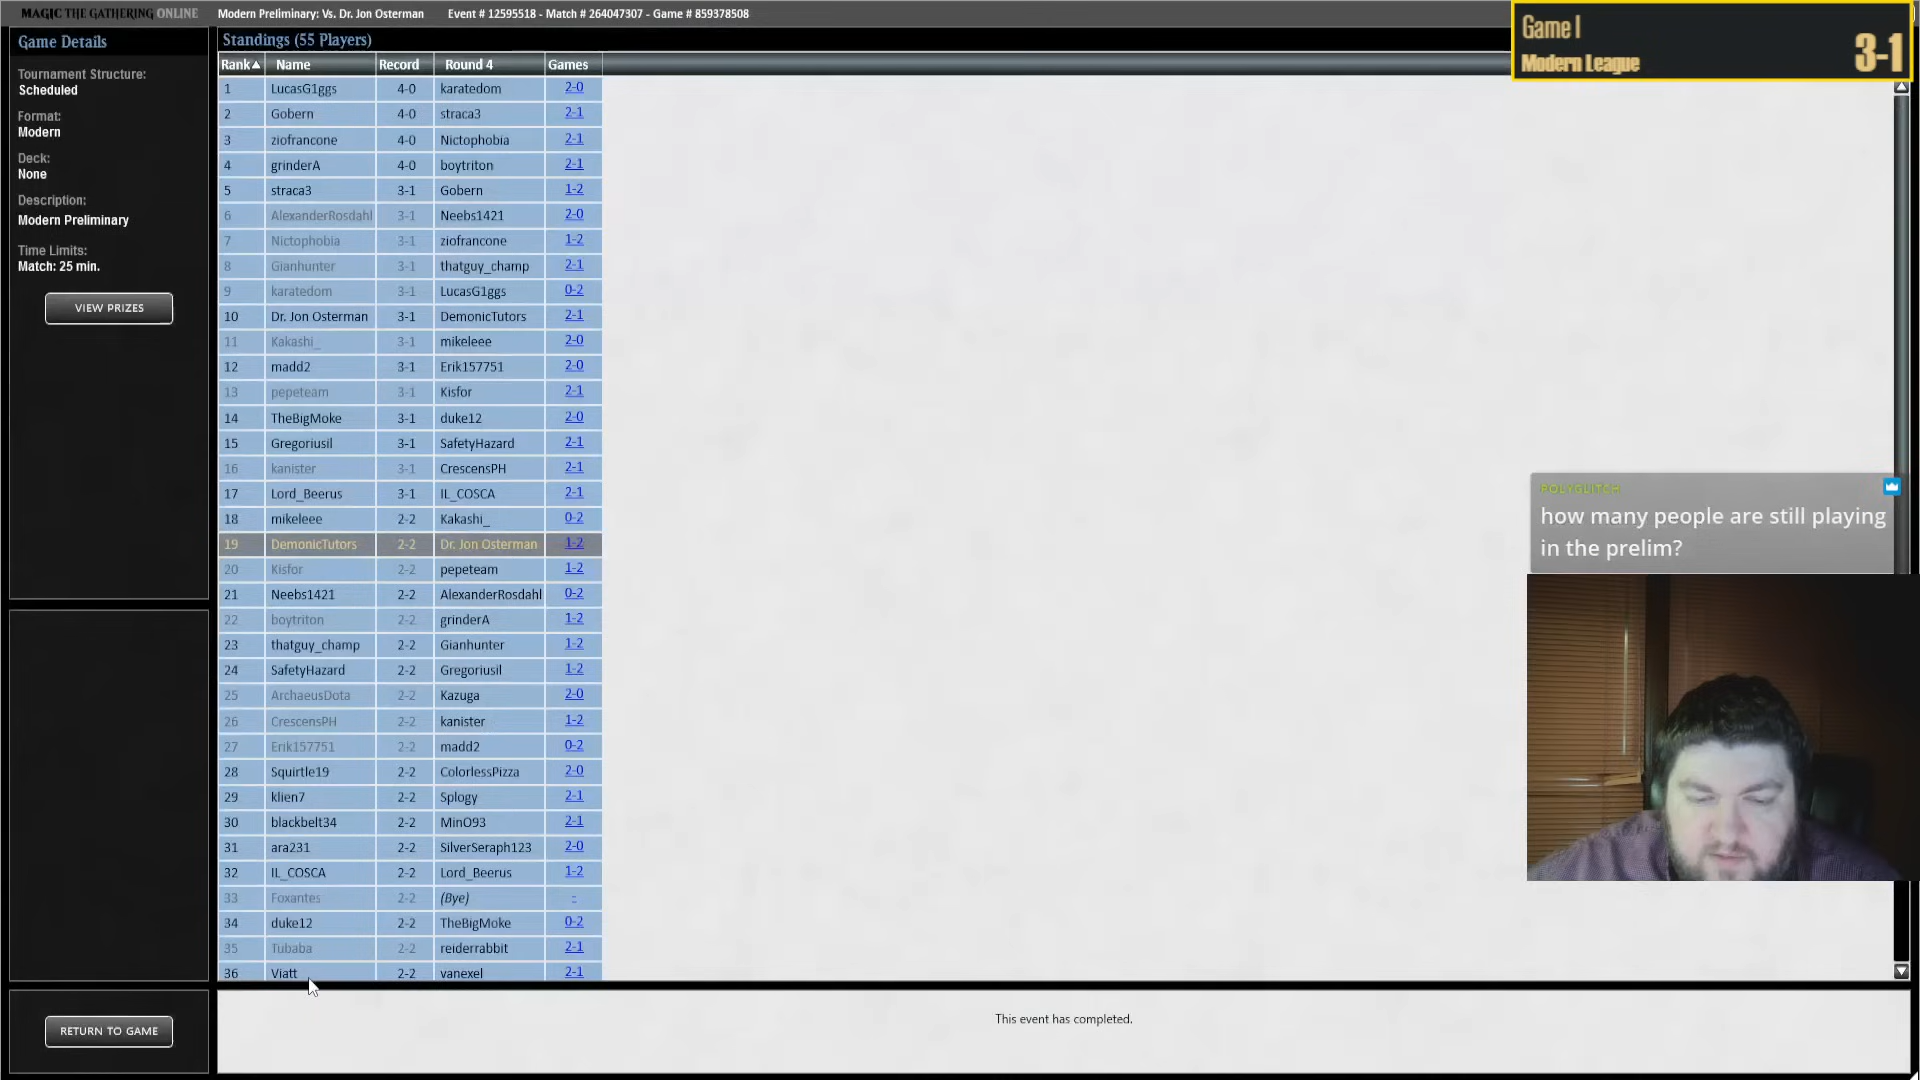 MAGIC THE GATHERING ONLINE
Modern Preliminary: Vs. Dr. Jon Osterman Event # 12595518 - Match # 264047307 - Game # 859378508
Game 1
Modern League
3-1
Game Details
Tournament Structure:
Scheduled
Format:
Modern
Deck:
None
Description:
Modern Preliminary
Time Limits:
Match: 25 min.
VIEW PRIZES
Standings (55 Players)
Rank Name Record Round 4 Games
1 LucasG1ggs 4-0 karatedom 2-0
2 Gobern 4-0 straca3 2-1
3 ziofrancone 4-0 Nictophobia 2-1
4 grinderA 4-0 boytriton 2-1
5 straca3 3-1 Gobern 1-2
6 AlexanderRosdahl 3-1 Neebs1421 2-0
7 Nictophobia 3-1 ziofrancone 1-2
8 Gianhunter 3-1 thatguy_champ 2-1
9 karatedom 3-1 LucasG1ggs 0-2
10 Dr. Jon Osterman 3-1 DemonicTutors 2-1
11 Kakashi_ 3-1 mikeleee 2-0
12 madd2 3-1 Erik157751 2-0
13 pepeteam 3-1 Kisfor 2-1
14 TheBigMoke 3-1 duke12 2-0
15 Gregoriusil 3-1 SafetyHazard 2-1
16 kanister 3-1 CrescensPH 2-1
17 Lord_Beerus 3-1 IL_COSCA 2-1
18 mikeleee 2-2 Kakashi_ 0-2
19 DemonicTutors 2-2 Dr. Jon Osterman 1-2
20 Kisfor 2-2 pepeteam 1-2
21 Neebs1421 2-2 AlexanderRosdahl 0-2
22 boytriton 2-2 grinderA 1-2
23 thatguy_champ 2-2 Gianhunter 1-2
24 SafetyHazard 2-2 Gregoriusil 1-2
25 ArchaeusDota 2-2 Kazuga 2-0
26 CrescensPH 2-2 kanister 1-2
27 Erik157751 2-2 madd2 0-2
28 Squirtle19 2-2 ColorlessPizza 2-0
29 klien7 2-2 Splogy 2-1
30 blackbelt34 2-2 MinO93 2-1
31 ara231 2-2 SilverSeraph123 2-0
32 IL_COSCA 2-2 Lord_Beerus 1-2
33 Foxantes 2-2 (Bye) -
34 duke12 2-2 TheBigMoke 0-2
35 Tubaba 2-2 reiderrabbit 2-1
36 Viatt 2-2 vanexel 2-1
POLYGLITCH
how many people are still playing
in the prelim?
RETURN TO GAME
This event has completed.